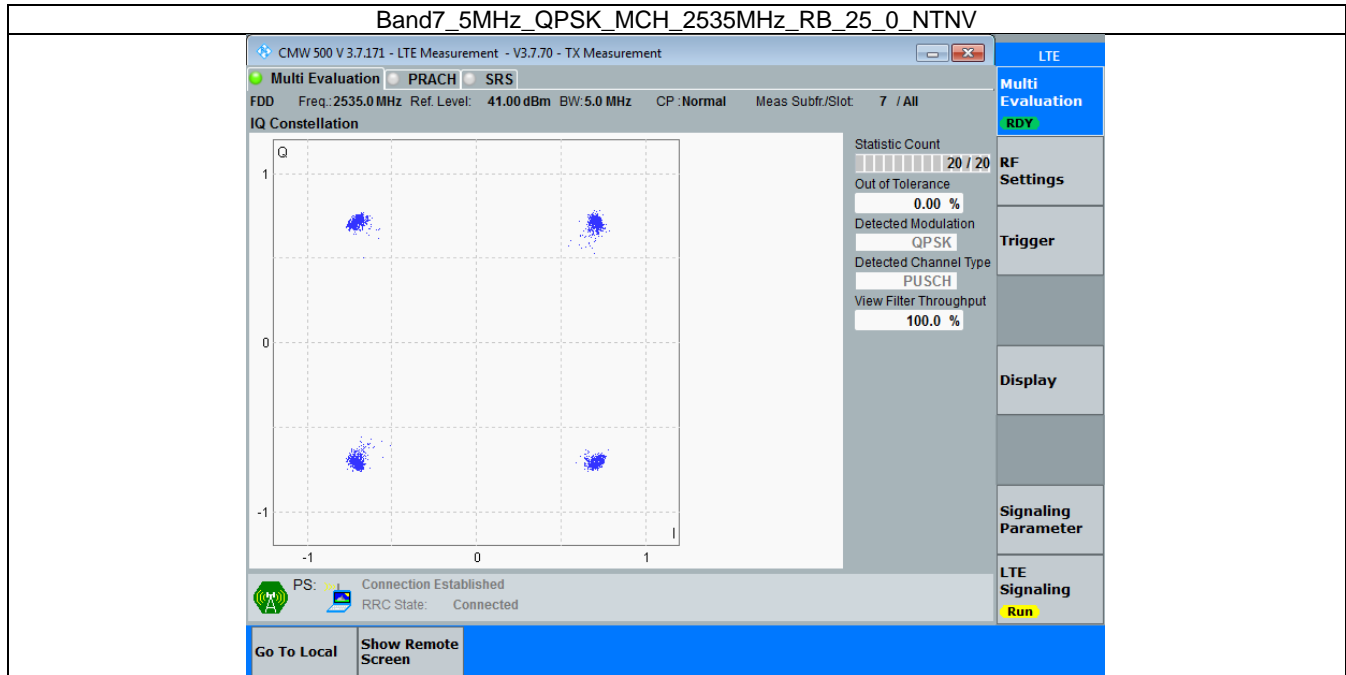 Band7_5MHz_QPSK_MCH_2535MHz_RB_25_0_NTNV
CMW 500 V 3.7.171 - LTE Measurement - V3.7.70 - TX Measurement
LTE
Multi Evaluation PRACH SRS
Multi
Evaluation
RDY
FDD Freq.:2535.0 MHz Ref. Level: 41.00 dBm BW:5.0 MHz CP :Normal Meas Subfr./Slot: 7 / All
IQ Constellation
Q
1
0
-1
-1 0 1
I
Statistic Count
20 / 20
Out of Tolerance
0.00 %
Detected Modulation
QPSK
Detected Channel Type
PUSCH
View Filter Throughput
100.0 %
RF
Settings
Trigger
Display
Signaling
Parameter
LTE
Signaling
Run
PS: Connection Established
RRC State: Connected
Go To Local
Show Remote
Screen